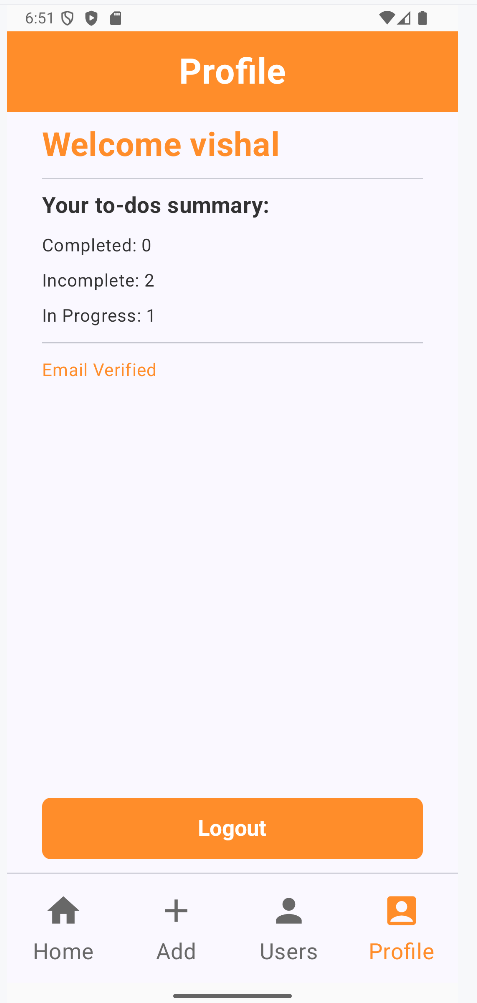 6:51
Profile
Welcome vishal
Your to-dos summary:
Completed: 0
Incomplete: 2
In Progress: 1
Email Verified
Logout
Home Add Users Profile